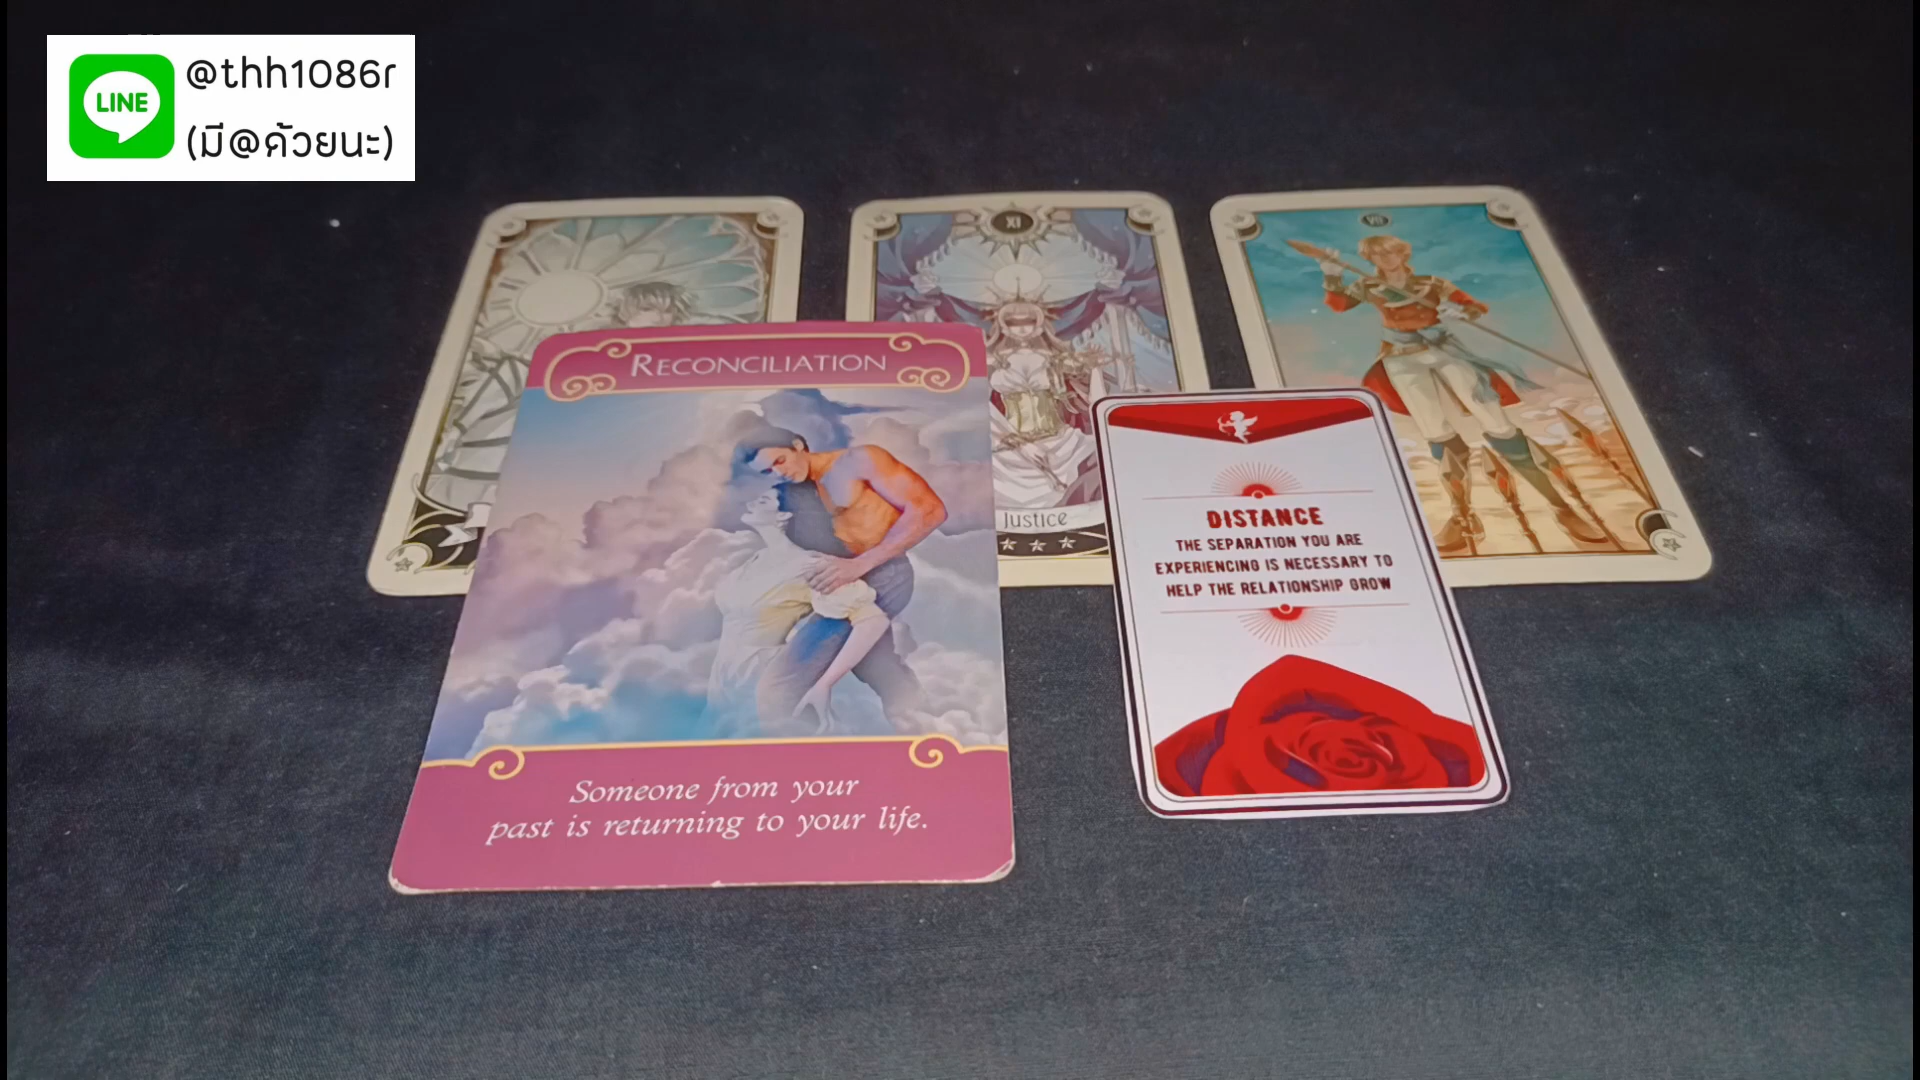 @thh1086r
LINE
(มี@ด้วยนะ)
XI
VII
RECONCILIATION
Justice
DISTANCE
THE SEPARATION YOU ARE
EXPERIENCING IS NECESSARY TO
HELP THE RELATIONSHIP GROW
Someone from your
past is returning to your life.